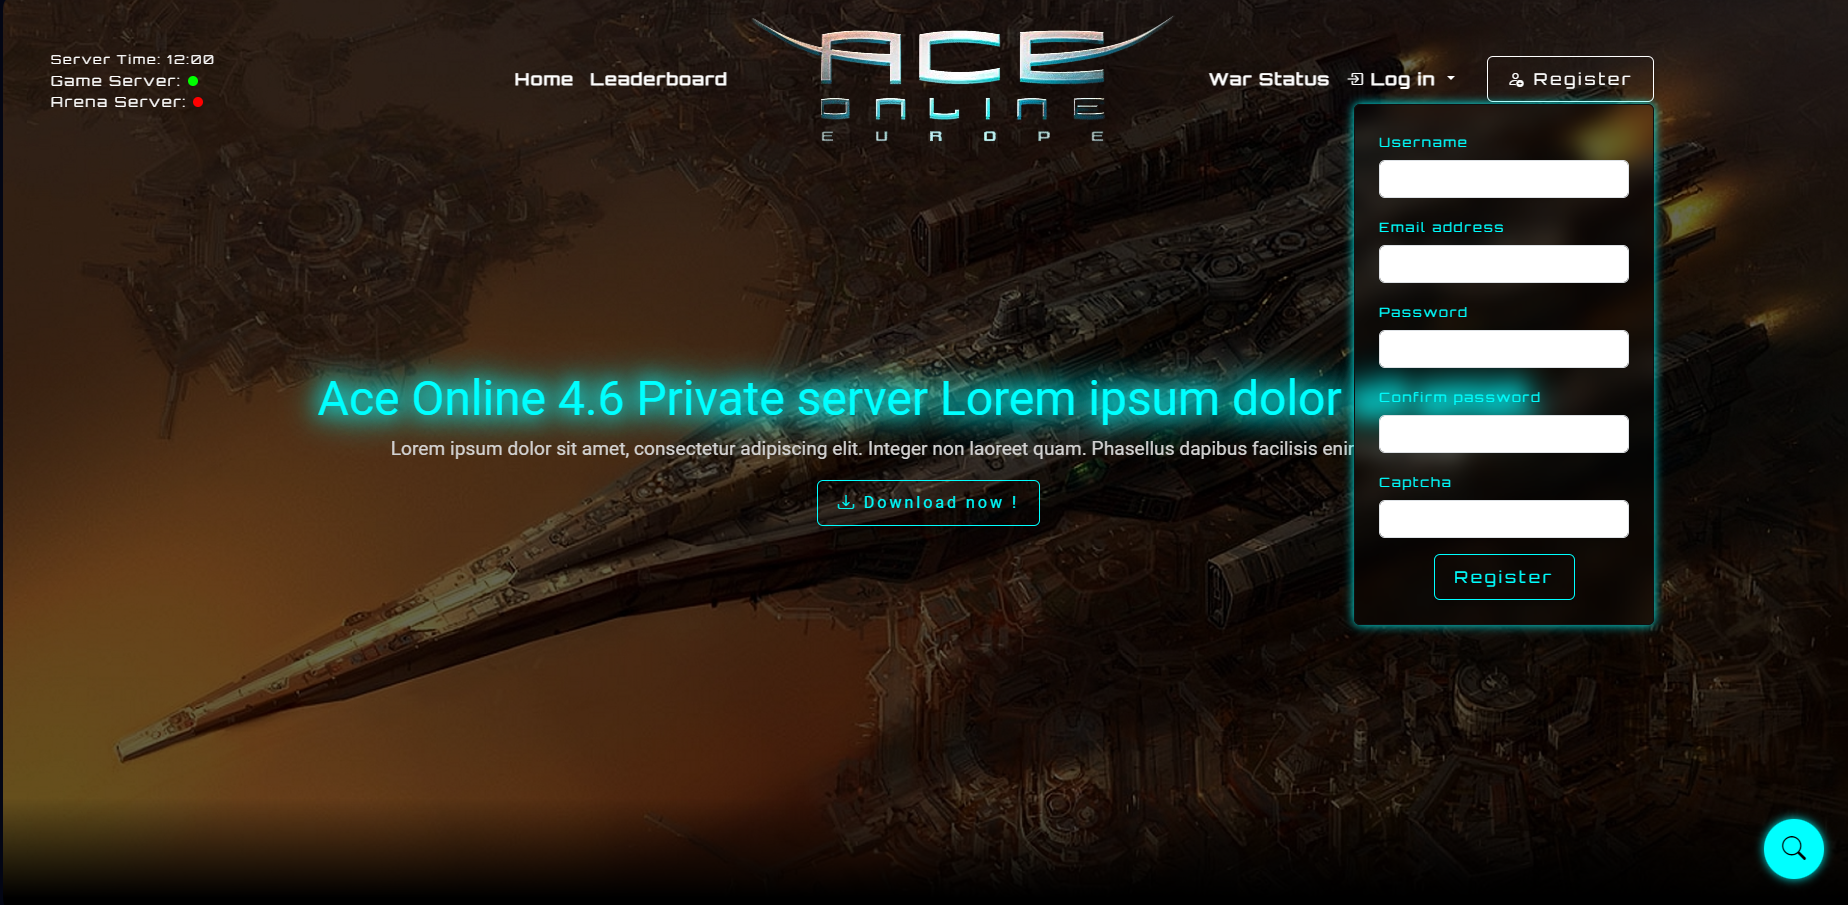 Server Time: 12:00
Game Server:
Arena Server:
Home Leaderboard
ACE
ONLINE
EUROPE
War Status Log in Register
Username
Email address
Password
Ace Online 4.6 Private server Lorem ipsum dolor
Confirm password
Lorem ipsum dolor sit amet, consectetur adipiscing elit. Integer non laoreet quam. Phasellus dapibus facilisis enim
Captcha
Download now !
Register